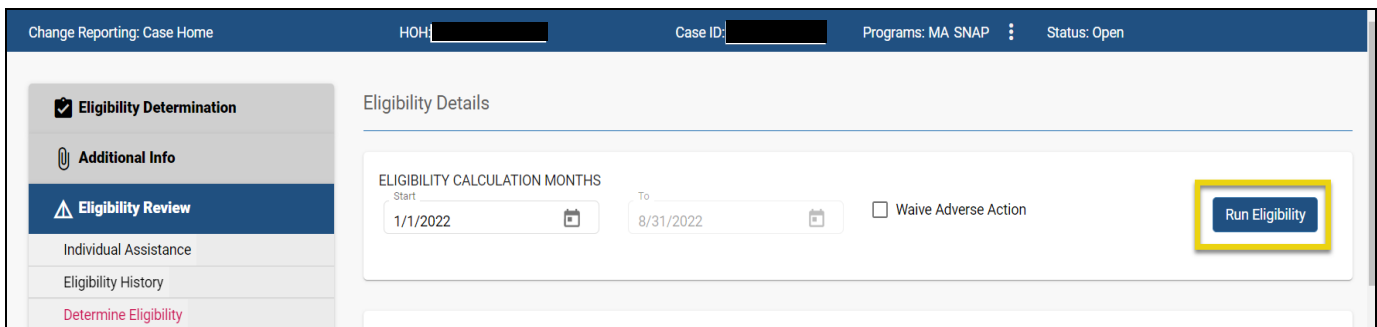 Change Reporting: Case Home HOH: Case ID: Programs: MA SNAP Status: Open
Eligibility Determination
Additional Info
Eligibility Review
Individual Assistance
Eligibility History
Determine Eligibility
Eligibility Details
ELIGIBILITY CALCULATION MONTHS
Start
1/1/2022
To
8/31/2022
Waive Adverse Action
Run Eligibility